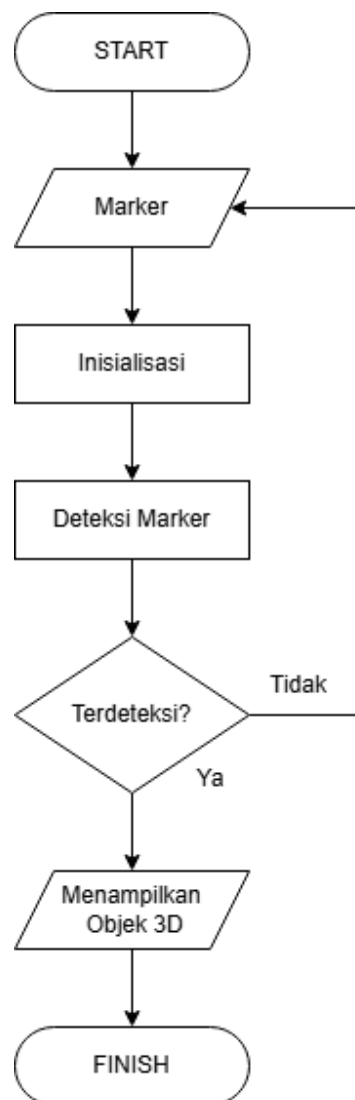 START
Marker
Inisialisasi
Deteksi Marker
Terdeteksi?
Tidak
Ya
Menampilkan
Objek 3D
FINISH